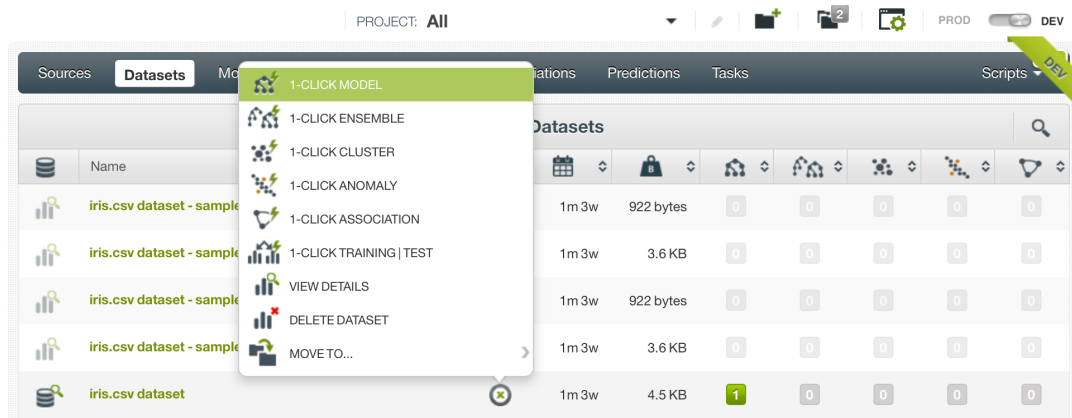 PROJECT: All 2 PROD DEV
Sources Datasets Mo iations Predictions Tasks Scripts DEV
1-CLICK MODEL
1-CLICK ENSEMBLE
1-CLICK CLUSTER
1-CLICK ANOMALY
1-CLICK ASSOCIATION
1-CLICK TRAINING | TEST
VIEW DETAILS
DELETE DATASET
MOVE TO...
Datasets
Name B
iris.csv dataset - sample 1m 3w 922 bytes 0 0 0 0 0
iris.csv dataset - sample 1m 3w 3.6 KB 0 0 0 0 0
iris.csv dataset - sample 1m 3w 922 bytes 0 0 0 0 0
iris.csv dataset - sample 1m 3w 3.6 KB 0 0 0 0 0
iris.csv dataset 1m 3w 4.5 KB 1 0 0 0 0